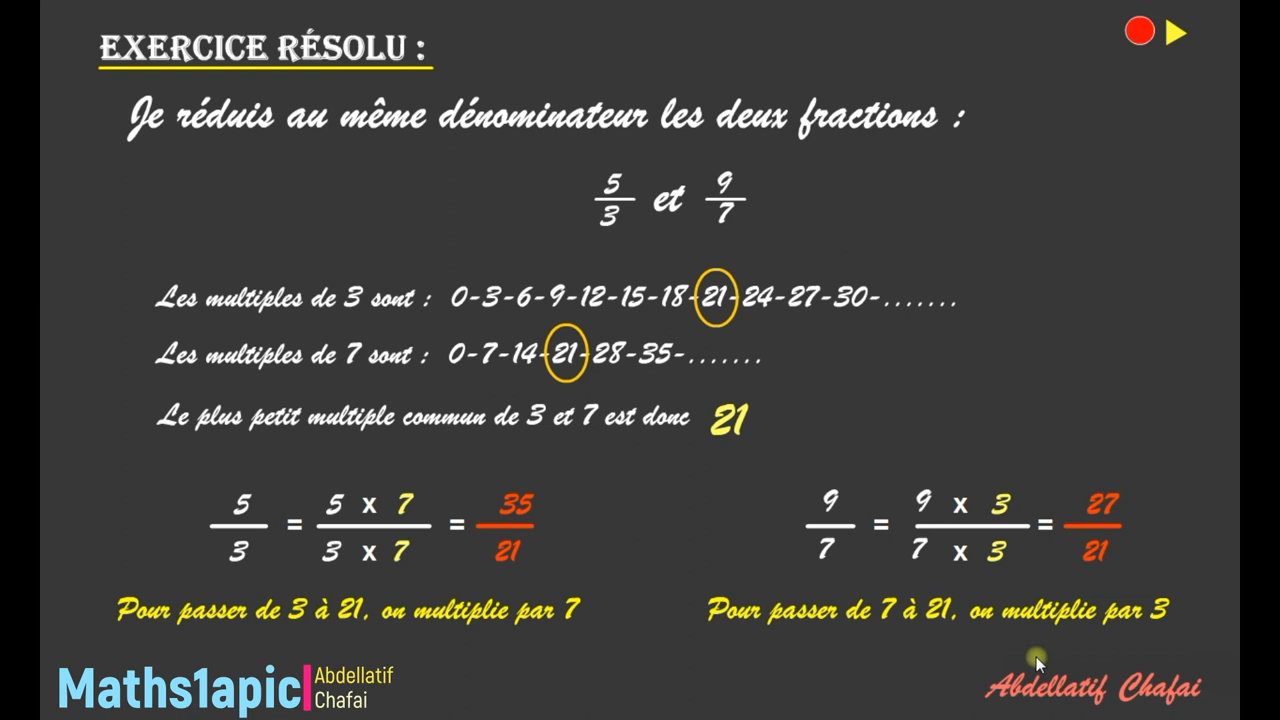 EXERCICE RÉSOLU :
Je réduis au même dénominateur les deux fractions :
5/3 et 9/7
Les multiples de 3 sont : 0-3-6-9-12-15-18-21-24-27-30-.......
Les multiples de 7 sont : 0-7-14-21-28-35-.......
Le plus petit multiple commun de 3 et 7 est donc 21
5/3 = 5 x 7/3 x 7 = 35/21
9/7 = 9 x 3/7 x 3 = 27/21
Pour passer de 3 à 21, on multiplie par 7
Pour passer de 7 à 21, on multiplie par 3
Maths1apic
Abdellatif
Chafai
Abdellatif Chafai